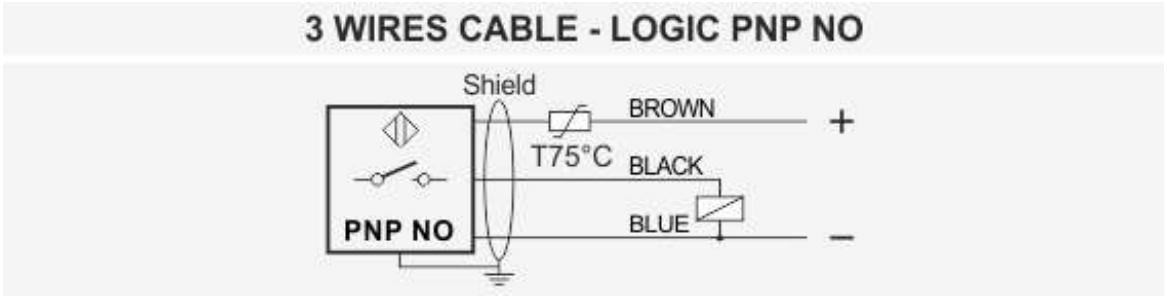 3 WIRES CABLE - LOGIC PNP NO
Shield
BROWN
+
T75°C
BLACK
PNP NO
BLUE
−